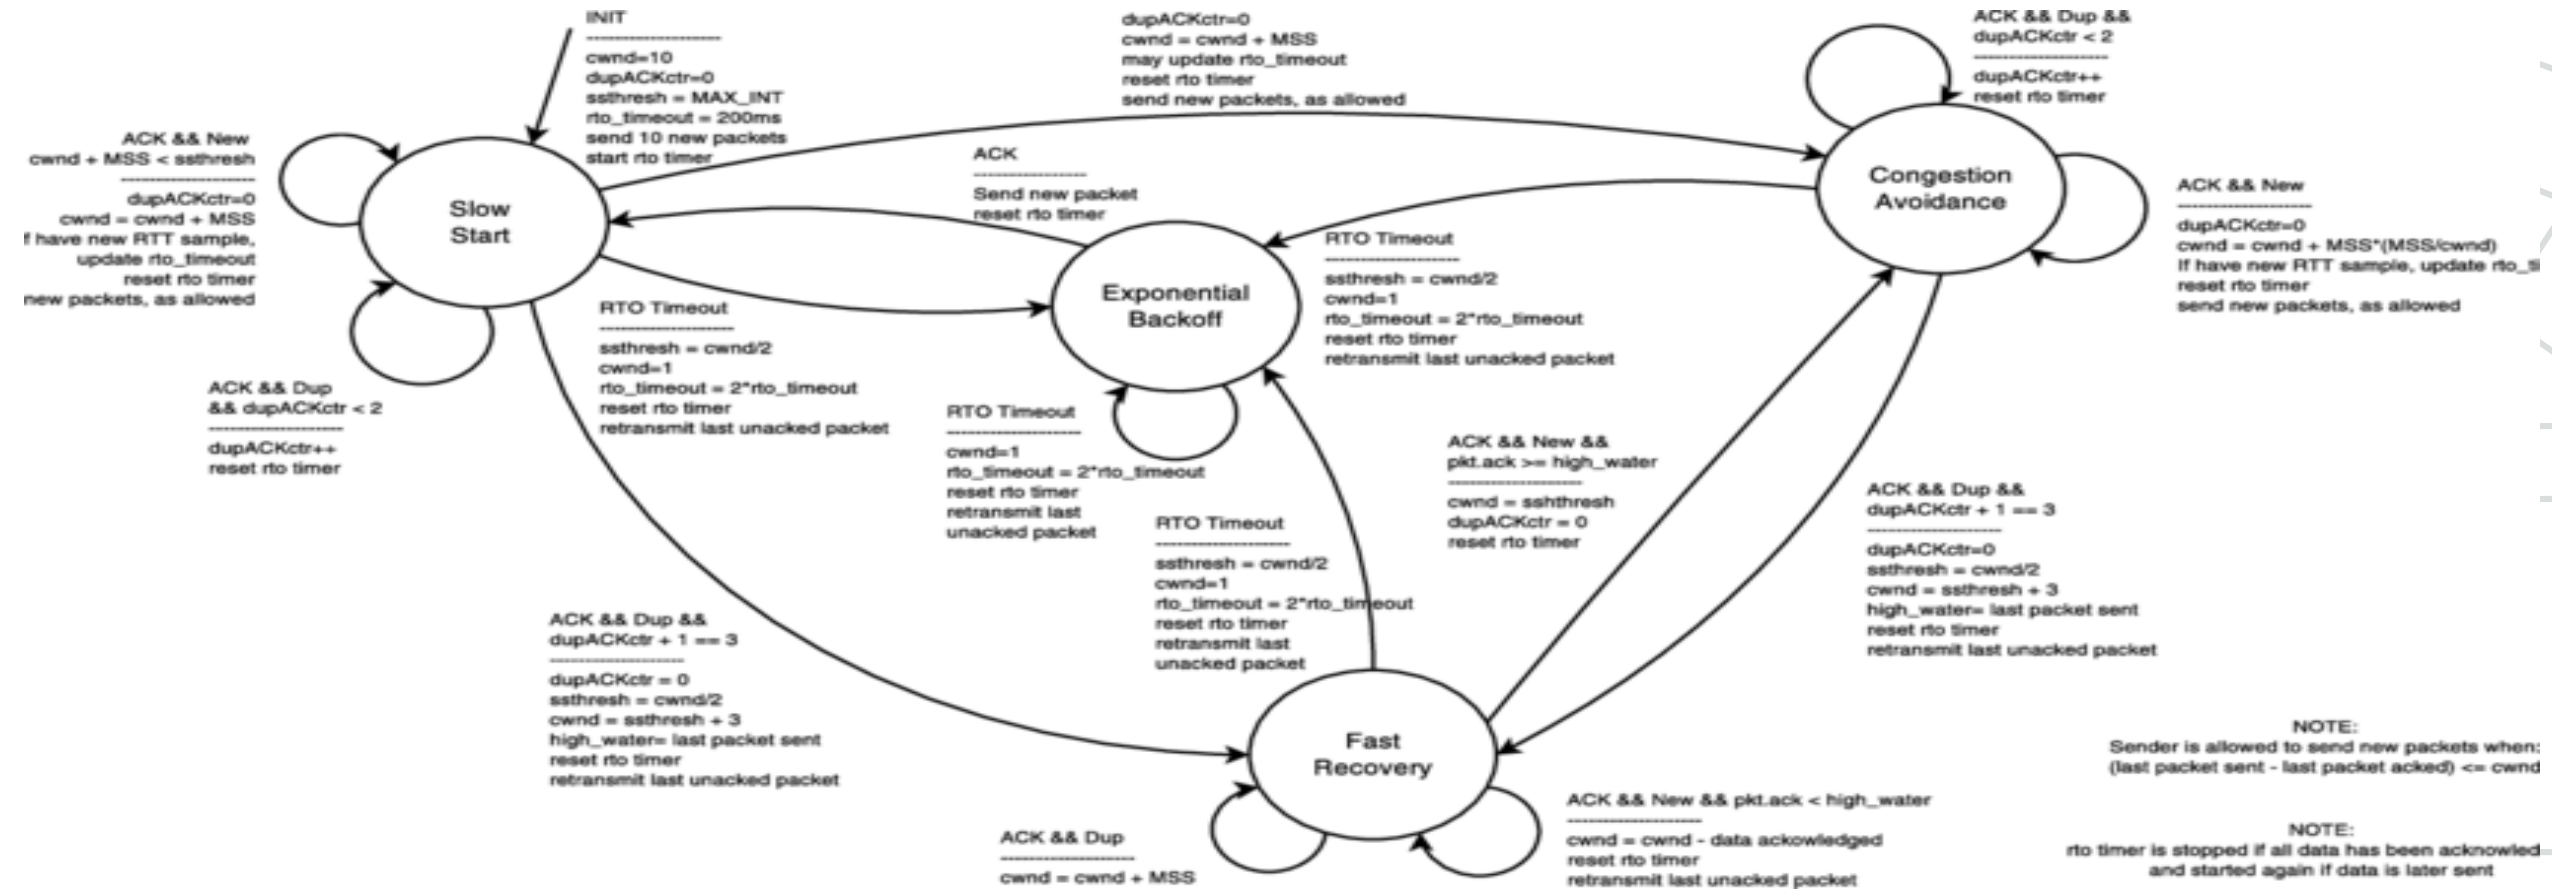 INIT
--------------------
cwnd=10
dupACKctr=0
ssthresh = MAX_INT
rto_timeout = 200ms
send 10 new packets
start rto timer
dupACKctr=0
cwnd = cwnd + MSS
may update rto_timeout
reset rto timer
send new packets, as allowed
ACK && Dup &&
dupACKctr < 2
--------------------
dupACKctr++
reset rto timer
ACK && New
cwnd + MSS < ssthresh
--------------------
dupACKctr=0
cwnd = cwnd + MSS
f have new RTT sample,
update rto_timeout
reset rto timer
new packets, as allowed
Slow
Start
ACK
-----------------
Send new packet
reset rto timer
Congestion
Avoidance
ACK && New
--------------------
dupACKctr=0
cwnd = cwnd + MSS*(MSS/cwnd)
If have new RTT sample, update rto_ti
reset rto timer
send new packets, as allowed
RTO Timeout
--------------------
ssthresh = cwnd/2
cwnd=1
rto_timeout = 2*rto_timeout
reset rto timer
retransmit last unacked packet
Exponential
Backoff
RTO Timeout
--------------------
ssthresh = cwnd/2
cwnd=1
rto_timeout = 2*rto_timeout
reset rto timer
retransmit last unacked packet
ACK && Dup
&& dupACKctr < 2
--------------------
dupACKctr++
reset rto timer
RTO Timeout
--------------------
cwnd=1
rto_timeout = 2*rto_timeout
reset rto timer
retransmit last
unacked packet
ACK && New &&
pkt.ack >= high_water
--------------------
cwnd = sshthresh
dupACKctr = 0
reset rto timer
ACK && Dup &&
dupACKctr + 1 == 3
--------------------
dupACKctr=0
ssthresh = cwnd/2
cwnd = ssthresh + 3
high_water= last packet sent
reset rto timer
retransmit last unacked packet
RTO Timeout
--------------------
ssthresh = cwnd/2
cwnd=1
rto_timeout = 2*rto_timeout
reset rto timer
retransmit last
unacked packet
ACK && Dup &&
dupACKctr + 1 == 3
--------------------
dupACKctr = 0
ssthresh = cwnd/2
cwnd = ssthresh + 3
high_water= last packet sent
reset rto timer
retransmit last unacked packet
Fast
Recovery
NOTE:
Sender is allowed to send new packets when:
(last packet sent - last packet acked) <= cwnd
ACK && Dup
--------------------
cwnd = cwnd + MSS
ACK && New && pkt.ack < high_water
--------------------
cwnd = cwnd - data ackowledged
reset rto timer
retransmit last unacked packet
NOTE:
rto timer is stopped if all data has been acknowled
and started again if data is later sent